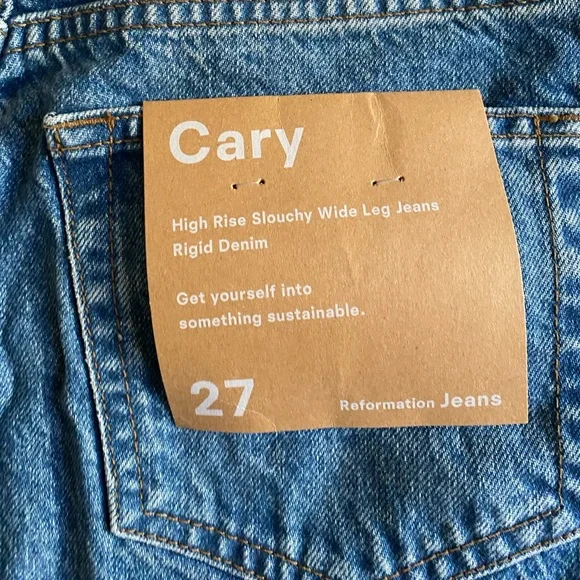 Cary
High Rise Slouchy Wide Leg Jeans
Rigid Denim
Get yourself into
something sustainable.
27
Reformation Jeans